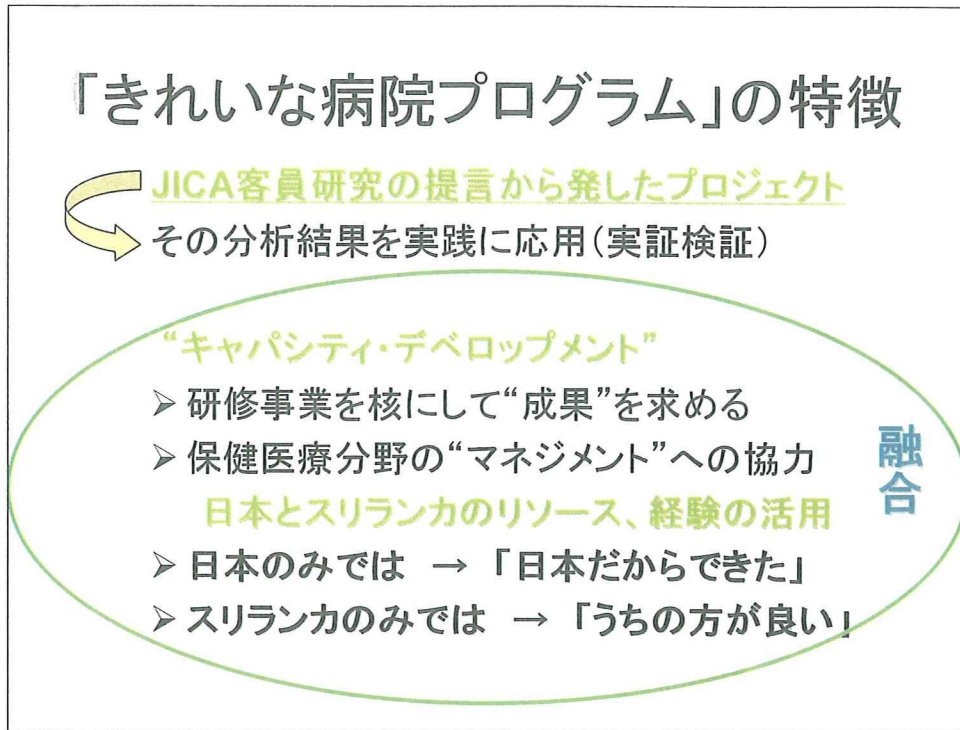 「きれいな病院プログラム」の特徴
JICA客員研究の提言から発したプロジェクト
その分析結果を実践に応用(実証検証)
“キャパシティ・デベロップメント”
➢ 研修事業を核にして“成果”を求める
➢ 保健医療分野の“マネジメント”への協力
日本とスリランカのリソース、経験の活用
➢ 日本のみでは → 「日本だからできた」
➢ スリランカのみでは → 「うちの方が良い」
融合